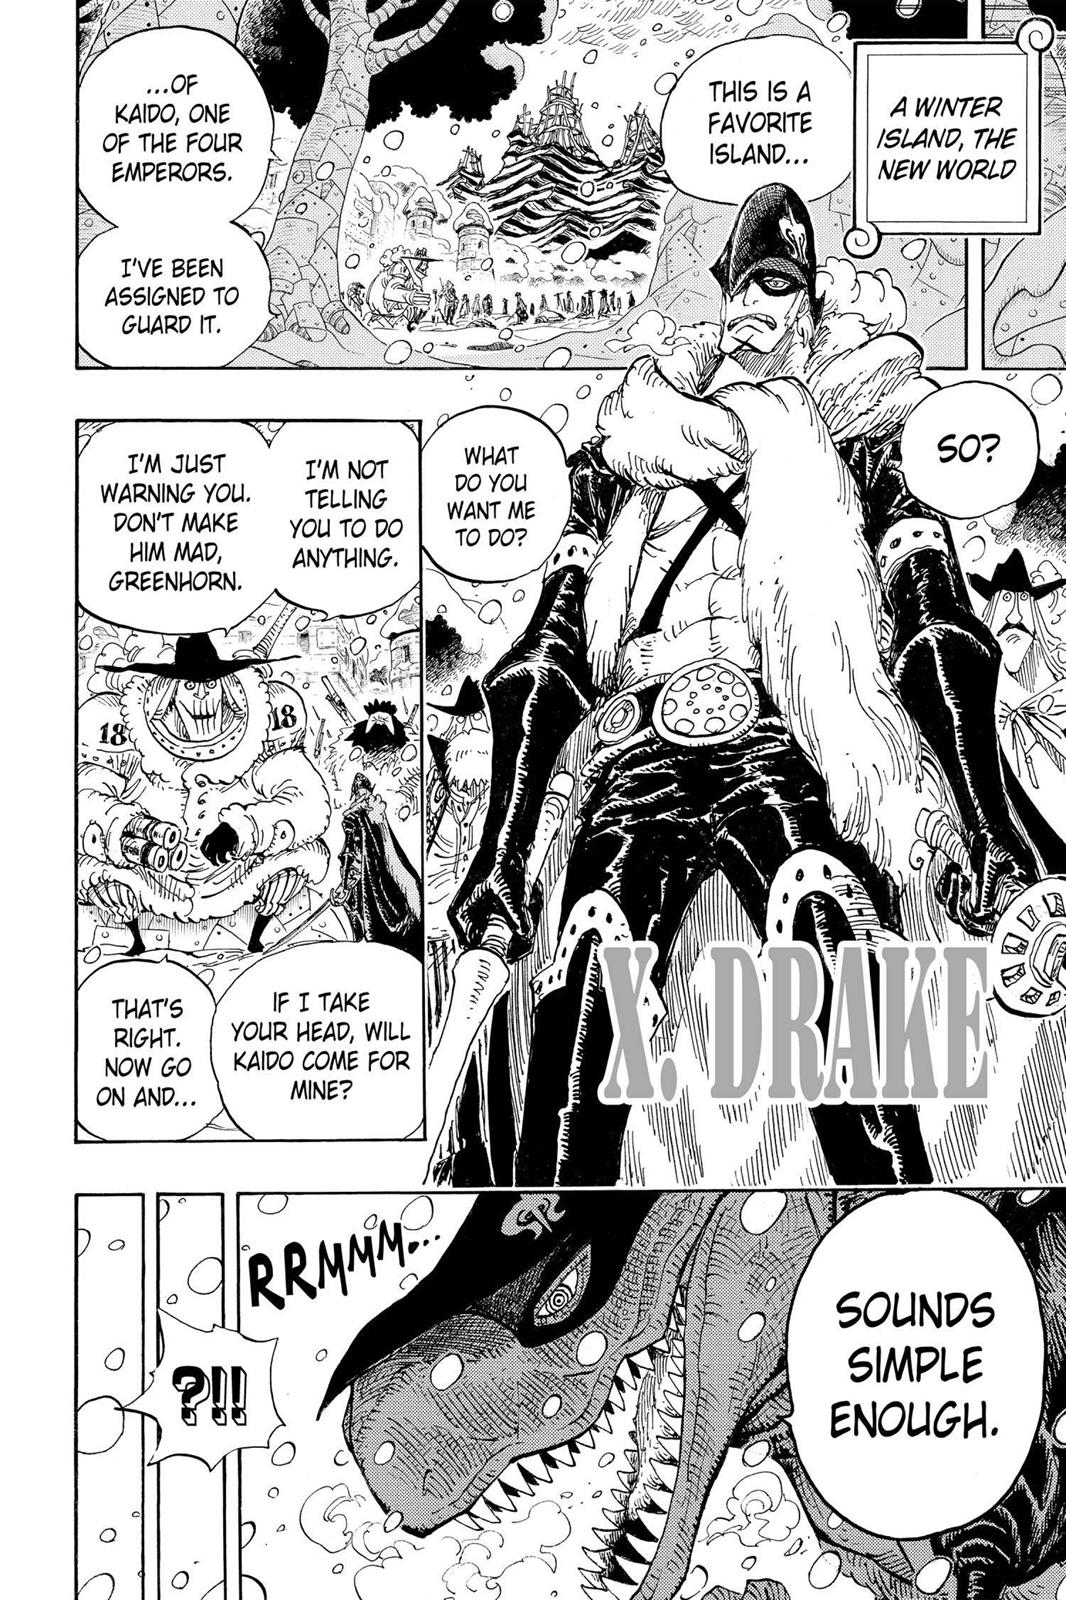 A WINTER
ISLAND, THE
NEW WORLD
THIS IS A
FAVORITE
ISLAND...
...OF
KAIDO, ONE
OF THE FOUR
EMPERORS.
I'VE BEEN
ASSIGNED TO
GUARD IT.
SO?
WHAT
DO YOU
WANT ME
TO DO?
X. DRAKE
I'M NOT
TELLING
YOU TO DO
ANYTHING.
I'M JUST
WARNING YOU.
DON'T MAKE
HIM MAD,
GREENHORN.
18
18
IF I TAKE
YOUR HEAD, WILL
KAIDO COME FOR
MINE?
THAT'S
RIGHT.
NOW GO
ON AND...
SOUNDS
SIMPLE
ENOUGH.
RRMMM...
?!!